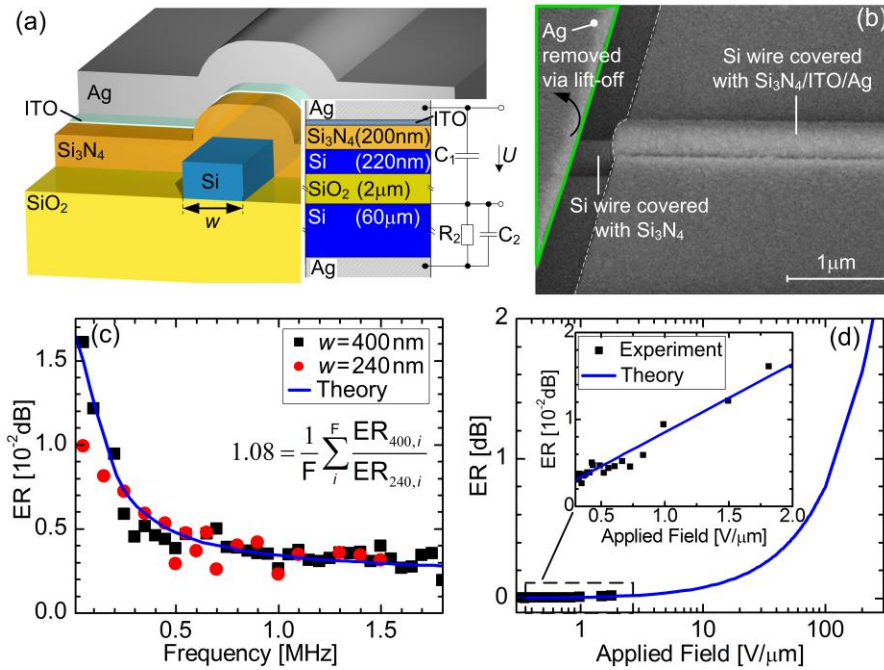 (a)
Ag
ITO
Si₃N₄
Si
SiO₂
w
Ag
ITO
Si₃N₄(200nm)
Si (220nm)
SiO₂ (2μm)
Si (60μm)
Ag
C₁
U
R₂
C₂
(b)
Ag
removed
via lift-off
Si wire covered
with Si₃N₄/ITO/Ag
Si wire covered
with Si₃N₄
1μm
(c)
w=400nm
w=240nm
Theory
1.08 = 1/F ∑ᵢ^F ER₄₀₀,ᵢ/ER₂₄₀,ᵢ
ER [10⁻²dB]
1.5
1.0
0.5
0.0
0.5 1.0 1.5
Frequency [MHz]
(d)
ER [dB]
2
1
0
1 10 100
Applied Field [V/μm]
Experiment
Theory
ER [10⁻²dB]
2
1
0
0.5 1.0 1.5 2.0
Applied Field [V/μm]